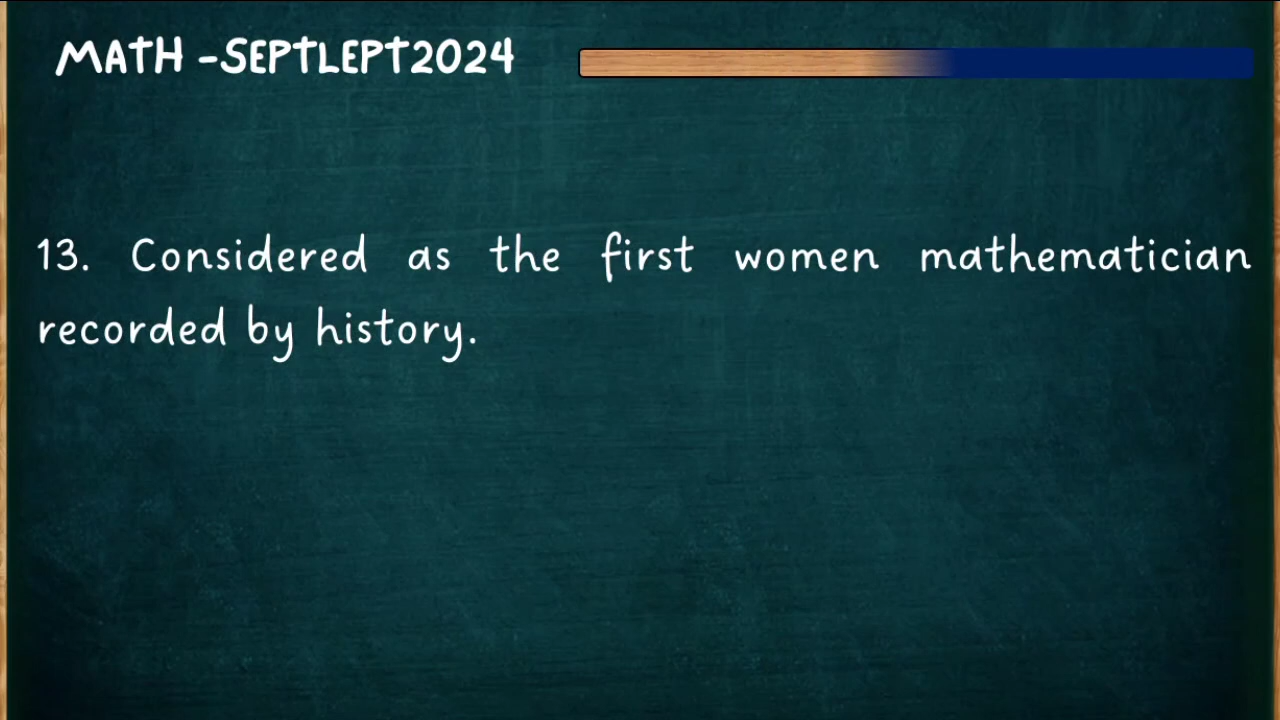 MATH -SEPTLEPT2024
13. Considered as the first women mathematician
recorded by history.